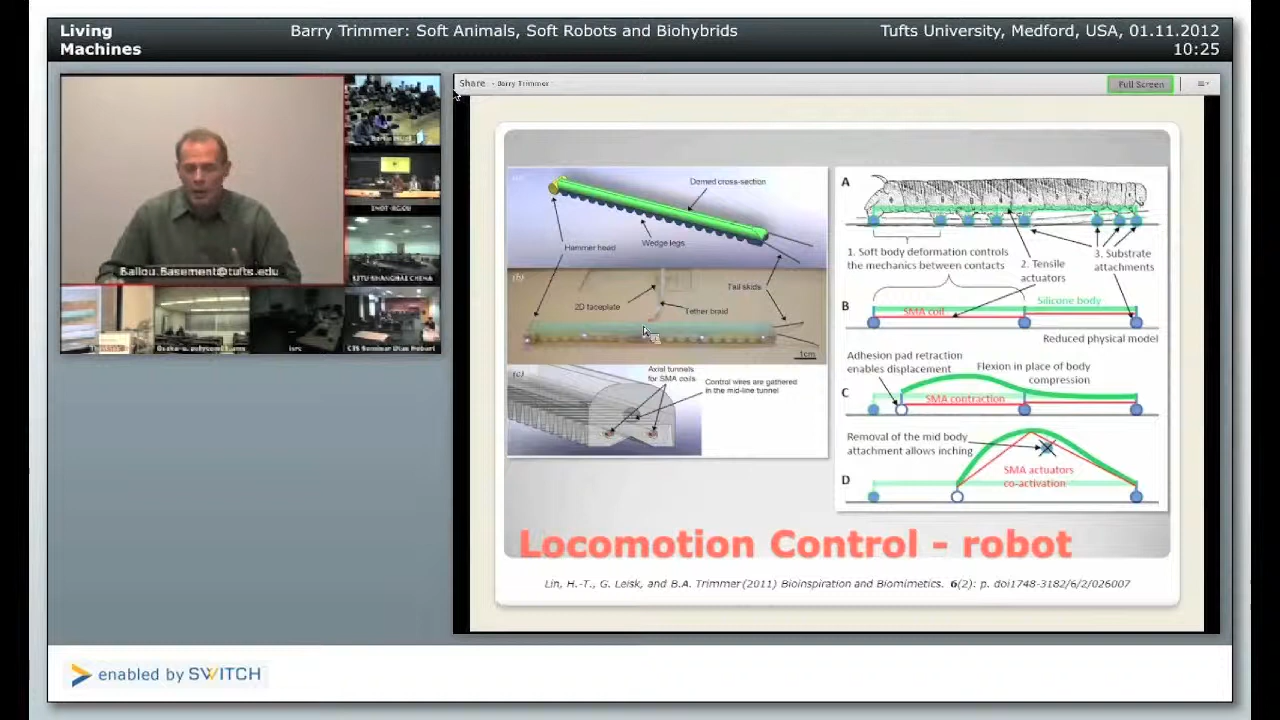 Living
Machines
Barry Trimmer: Soft Animals, Soft Robots and Biohybrids
Tufts University, Medford, USA, 01.11.2012
10:25
Share - Barry Trimmer
Full Screen
Ballou.Basement@tufts.edu
SJTU SHANGHAI CHINA
(b)
(c)
Domed cross-section
Hammer head
Wedge legs
Tail skids
2D faceplate
Tether braid
1cm
Axial tunnels
for SMA coils
Control wires are gathered
in the mid-line tunnel
A
1. Soft body deformation controls
the mechanics between contacts
2. Tensile
actuators
3. Substrate
attachments
B
SMA coil
Silicone body
Reduced physical model
Adhesion pad retraction
enables displacement
Flexion in place of body
compression
C
SMA contraction
Removal of the mid body
attachment allows inching
D
SMA actuators
co-activation
Locomotion Control - robot
Lin, H.-T., G. Leisk, and B.A. Trimmer (2011) Bioinspiration and Biomimetics. 6(2): p. doi1748-3182/6/2/026007
enabled by SWITCH